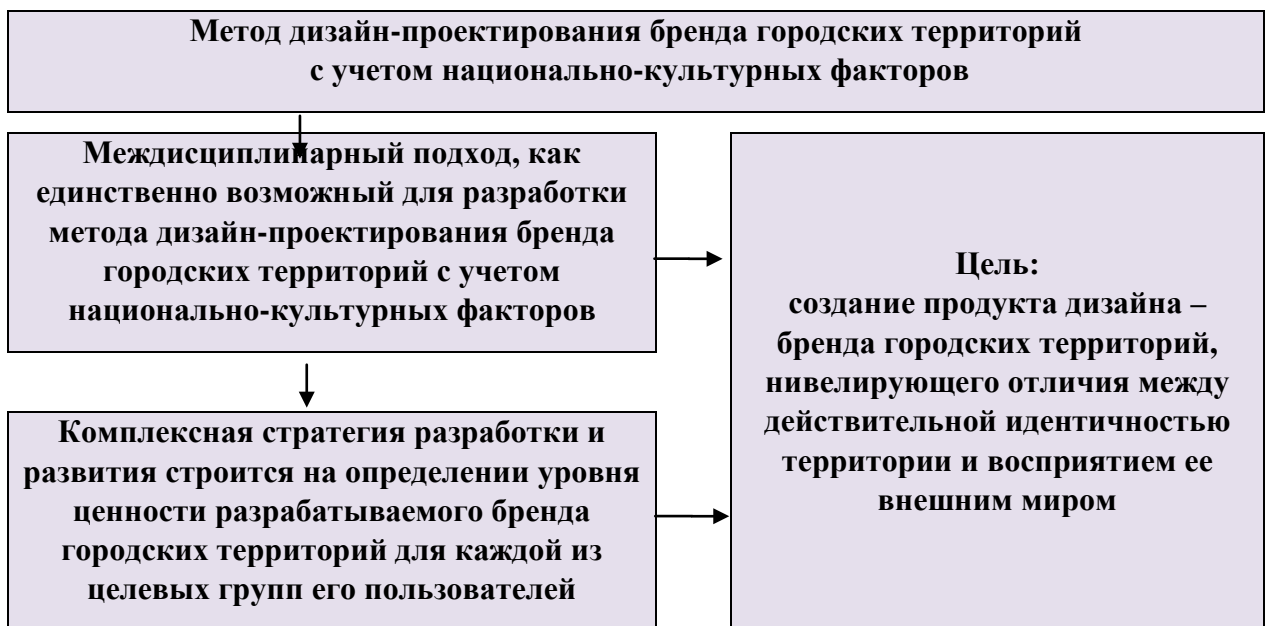 Метод дизайн-проектирования бренда городских территорий
с учетом национально-культурных факторов
Междисциплинарный подход, как
единственно возможный для разработки
метода дизайн-проектирования бренда
городских территорий с учетом
национально-культурных факторов
Комплексная стратегия разработки и
развития строится на определении уровня
ценности разрабатываемого бренда
городских территорий для каждой из
целевых групп его пользователей
Цель:
создание продукта дизайна –
бренда городских территорий,
нивелирующего отличия между
действительной идентичностью
территории и восприятием ее
внешним миром